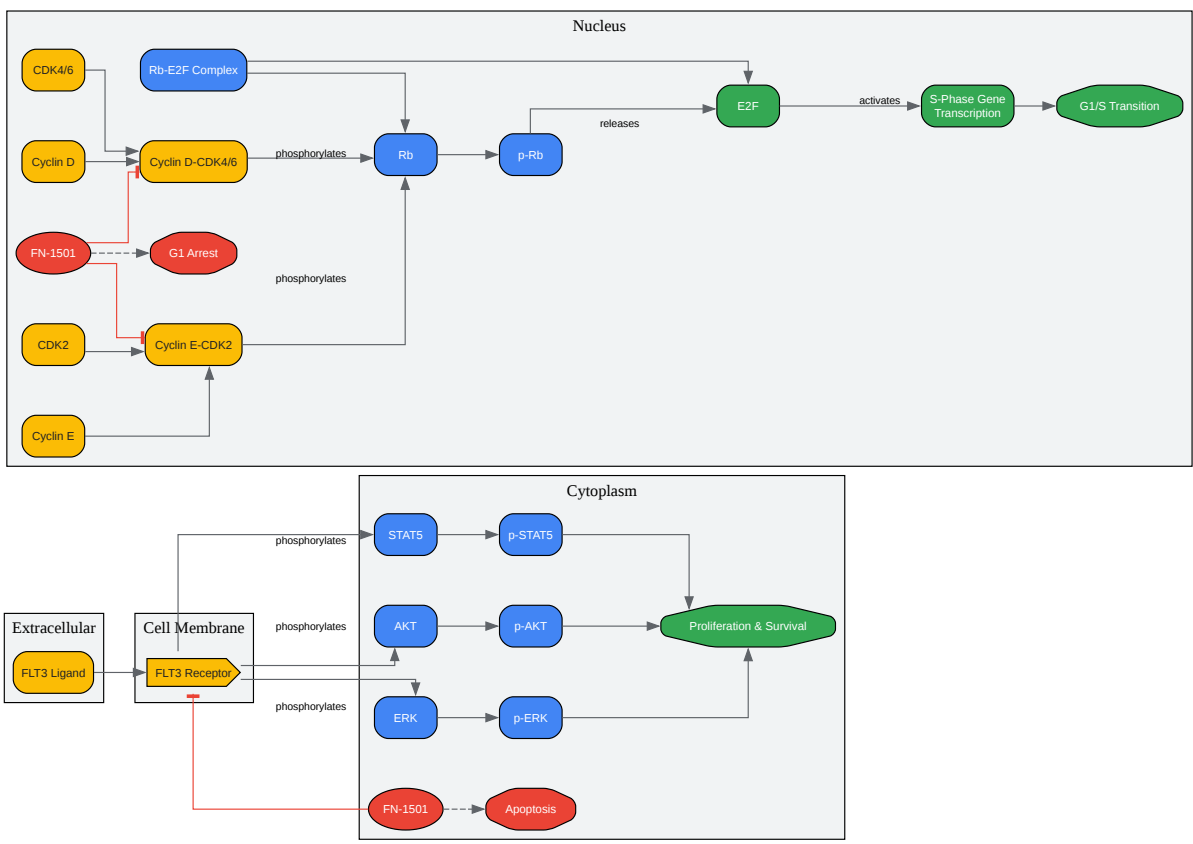 Nucleus
CDK4/6
Rb-E2F Complex
E2F
activates
S-Phase Gene
Transcription
G1/S Transition
releases
Cyclin D
Cyclin D-CDK4/6
phosphorylates
Rb
p-Rb
FN-1501
G1 Arrest
phosphorylates
CDK2
Cyclin E-CDK2
Cyclin E
Cytoplasm
phosphorylates
STAT5
p-STAT5
Extracellular
Cell Membrane
phosphorylates
AKT
p-AKT
Proliferation & Survival
FLT3 Ligand
FLT3 Receptor
phosphorylates
ERK
p-ERK
FN-1501
Apoptosis